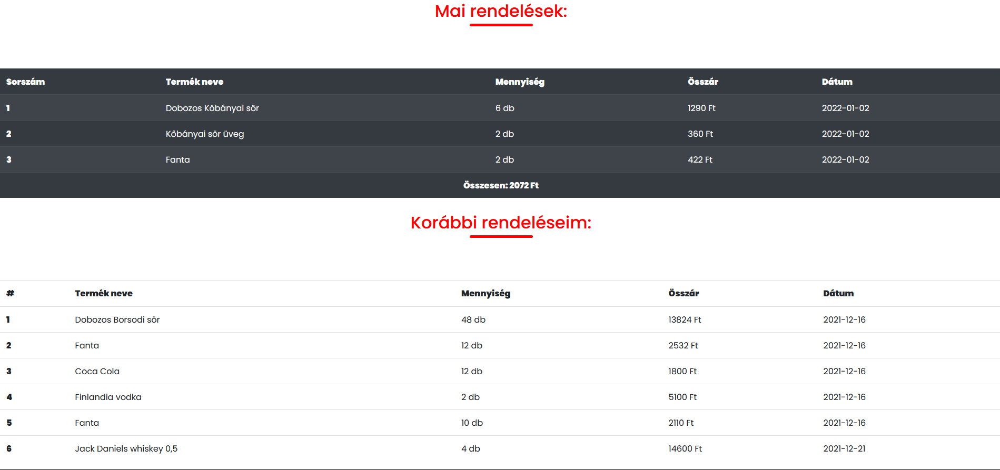 Mai rendelések:
Sorszám Termék neve Mennyiség Összár Dátum
1 Dobozos Kőbányai sör 6 db 1290 Ft 2022-01-02
2 Kőbányai sör üveg 2 db 360 Ft 2022-01-02
3 Fanta 2 db 422 Ft 2022-01-02
Összesen: 2072 Ft
Korábbi rendeléseim:
# Termék neve Mennyiség Összár Dátum
1 Dobozos Borsodi sör 48 db 13824 Ft 2021-12-16
2 Fanta 12 db 2532 Ft 2021-12-16
3 Coca Cola 12 db 1800 Ft 2021-12-16
4 Finlandia vodka 2 db 5100 Ft 2021-12-16
5 Fanta 10 db 2110 Ft 2021-12-16
6 Jack Daniels whiskey 0,5 4 db 14600 Ft 2021-12-21